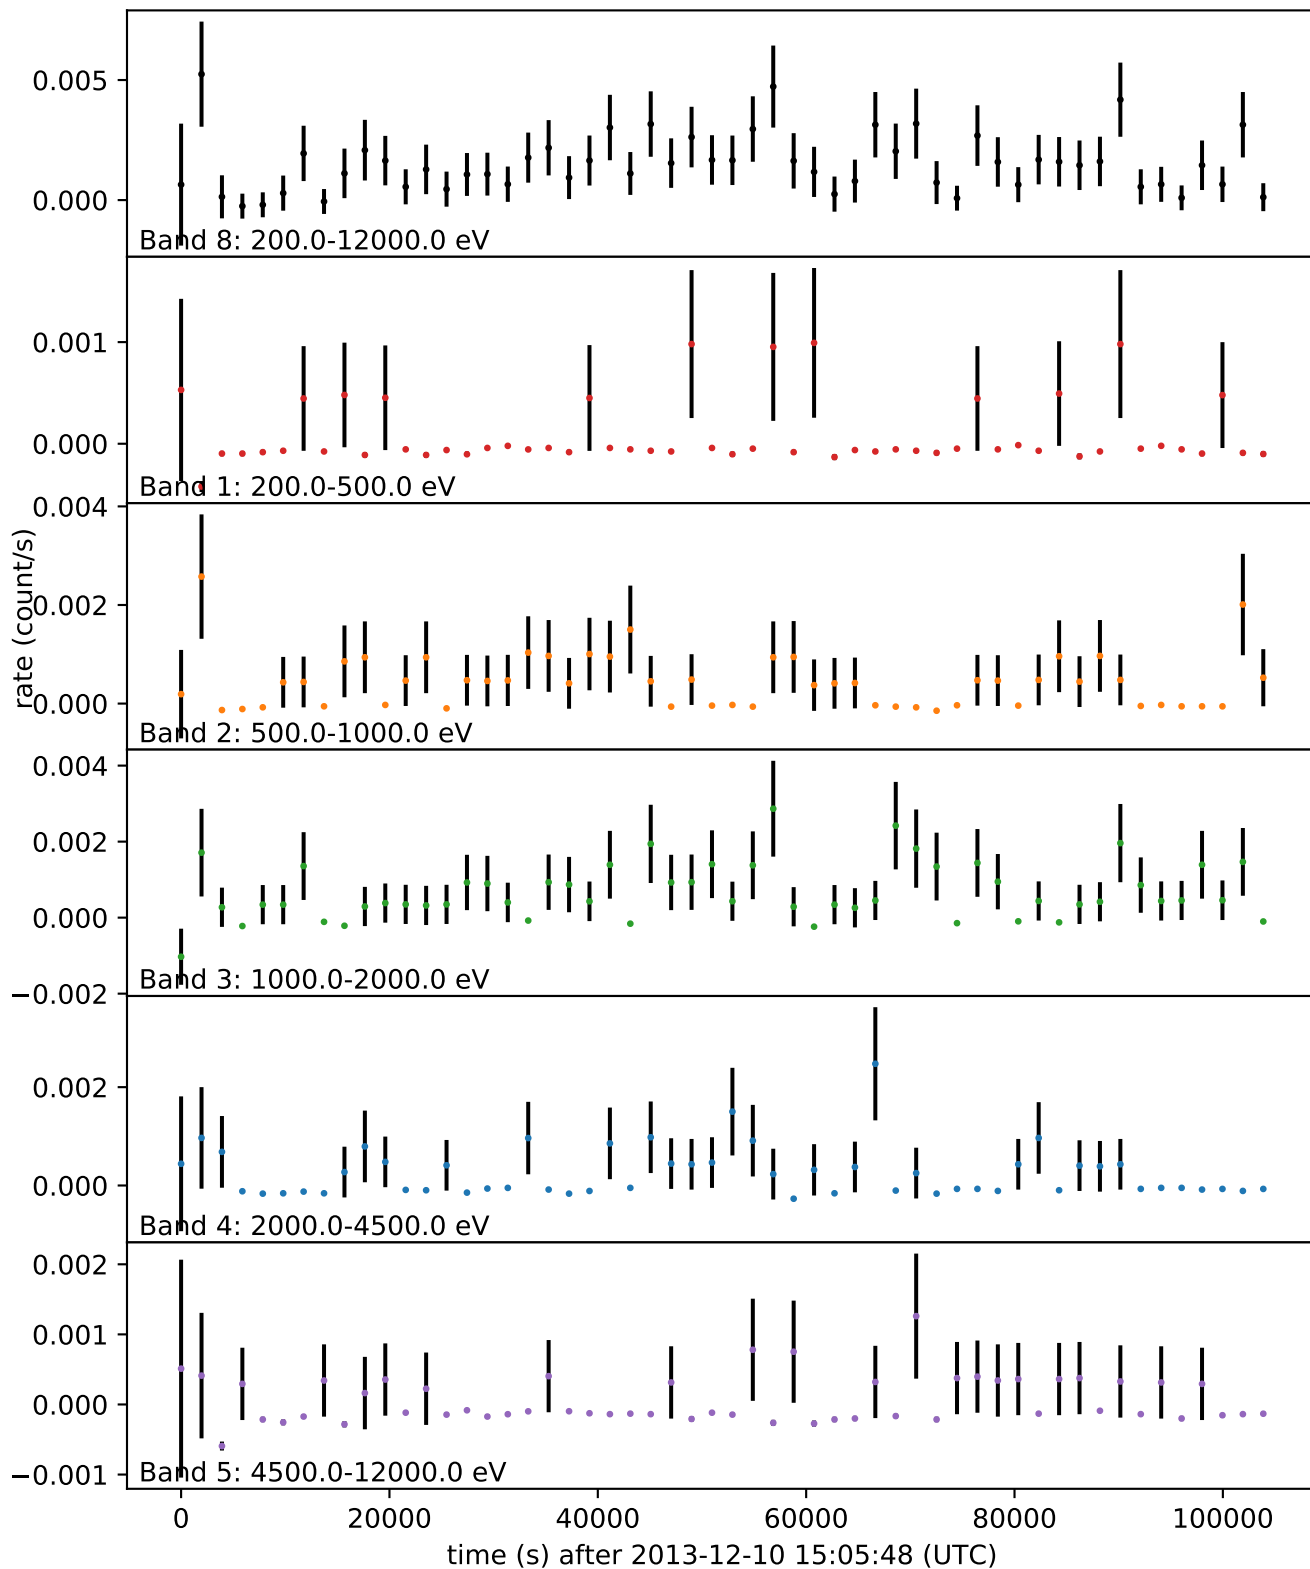 0.005
0.000
Band 8: 200.0-12000.0 eV
0.001
0.000
Band 1: 200.0-500.0 eV
0.004
0.002
0.000
Band 2: 500.0-1000.0 eV
rate (count/s)
0.004
0.002
0.000
−0.002
Band 3: 1000.0-2000.0 eV
0.002
0.000
Band 4: 2000.0-4500.0 eV
0.002
0.001
0.000
−0.001
Band 5: 4500.0-12000.0 eV
0 20000 40000 60000 80000 100000
time (s) after 2013-12-10 15:05:48 (UTC)